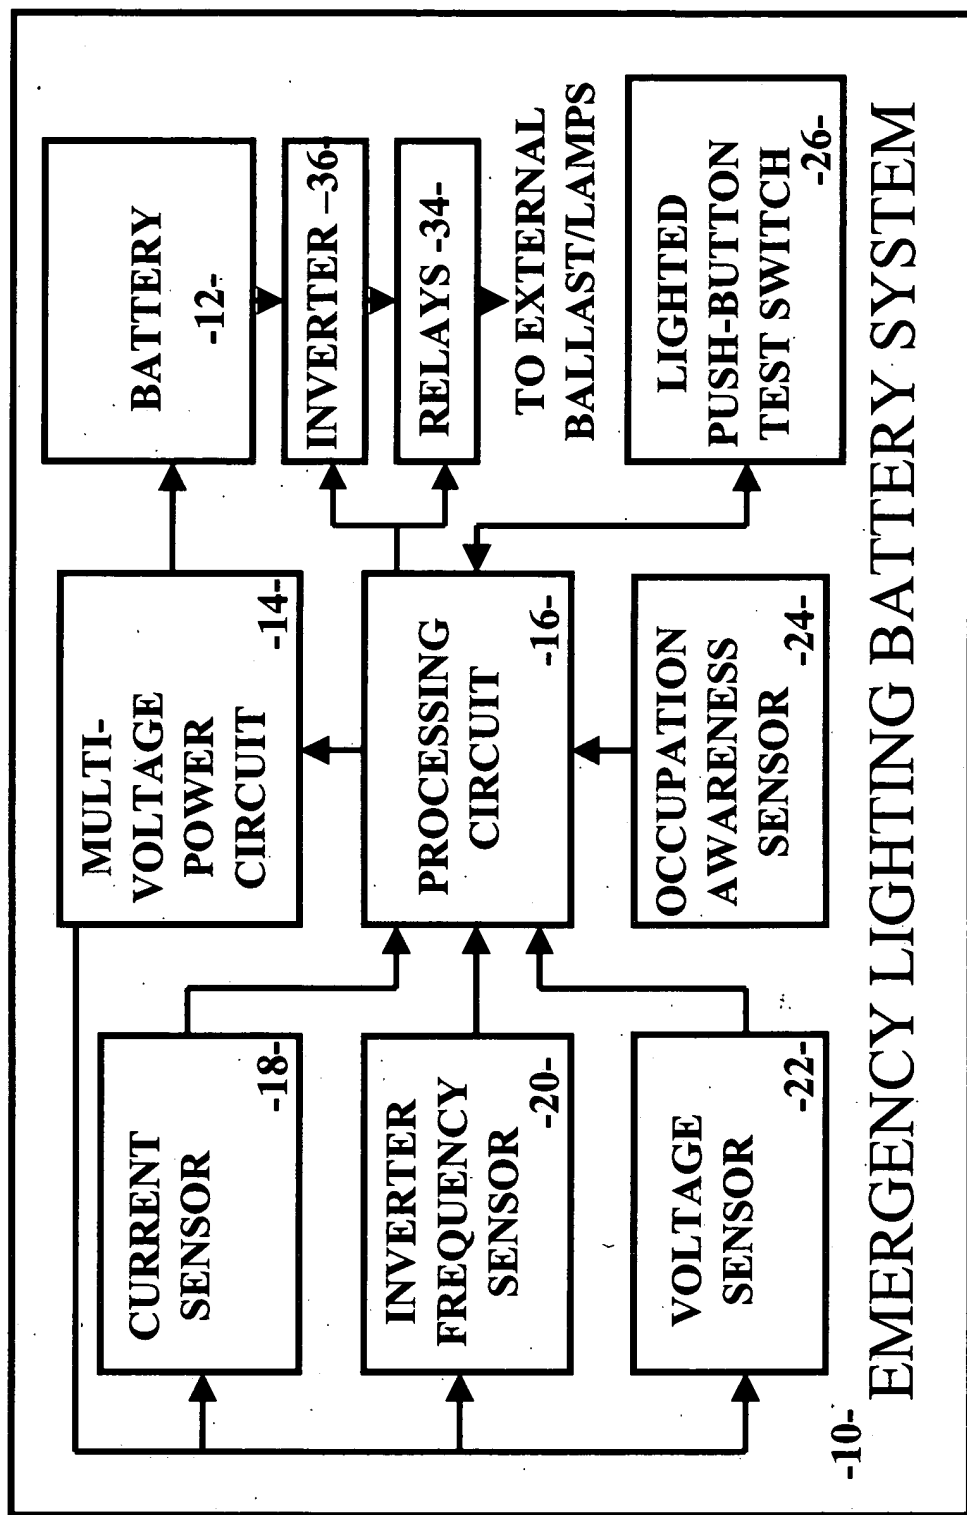 CURRENT
SENSOR
-18-
MULTI-
VOLTAGE
POWER
CIRCUIT
-14-
BATTERY
-12-
INVERTER –36-
RELAYS -34-
TO EXTERNAL
BALLAST/LAMPS
INVERTER
FREQUENCY
SENSOR
-20-
PROCESSING
CIRCUIT
-16-
VOLTAGE
SENSOR
-22-
OCCUPATION
AWARENESS
SENSOR
-24-
LIGHTED
PUSH-BUTTON
TEST SWITCH
-26-
-10-
EMERGENCY LIGHTING BATTERY SYSTEM